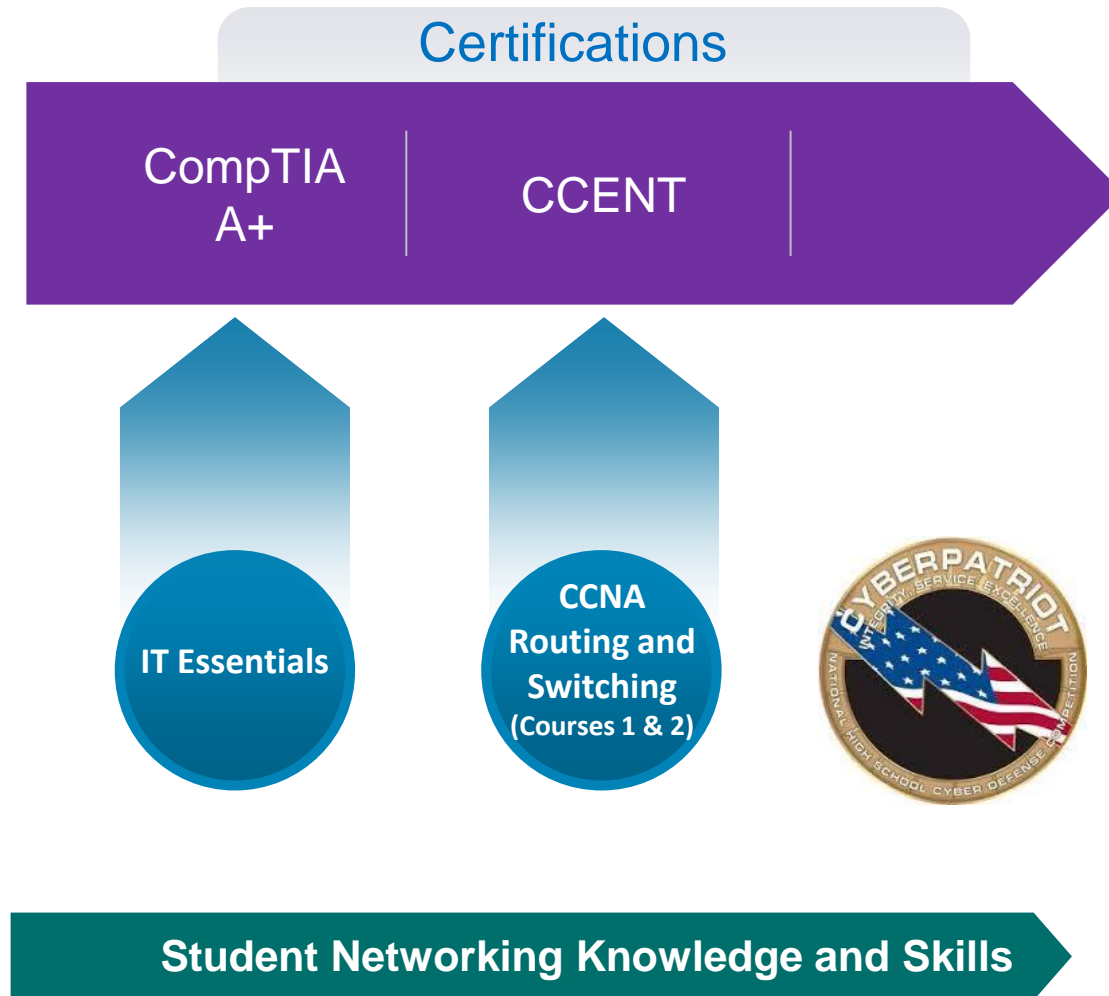 Certifications
CompTIA
A+
CCENT
IT Essentials
CCNA
Routing and
Switching
(Courses 1 & 2)
CYBERPATRIOT
INTEGRITY, SERVICE, EXCELLENCE
NATIONAL HIGH SCHOOL CYBER DEFENSE COMPETITION
Student Networking Knowledge and Skills